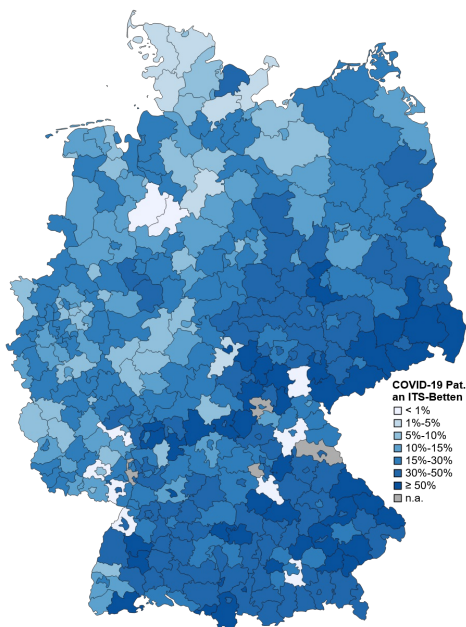 COVID-19 Pat.
an ITS-Betten
< 1%
1%-5%
5%-10%
10%-15%
15%-30%
30%-50%
≥ 50%
n.a.